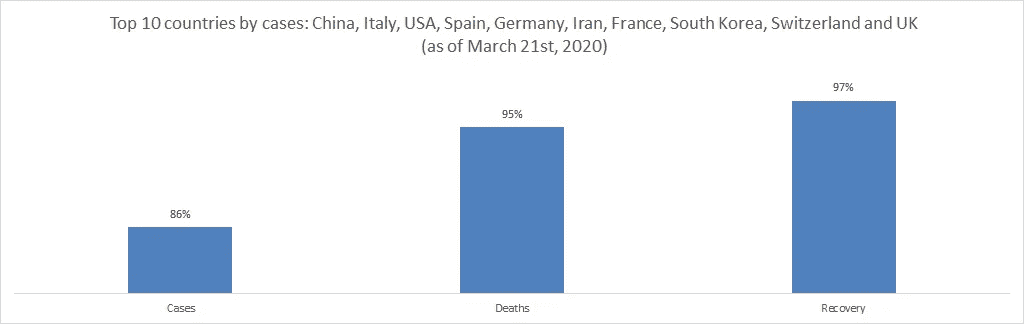 Top 10 countries by cases: China, Italy, USA, Spain, Germany, Iran, France, South Korea, Switzerland and UK
(as of March 21st, 2020)
97%
95%
86%
Cases
Deaths
Recovery